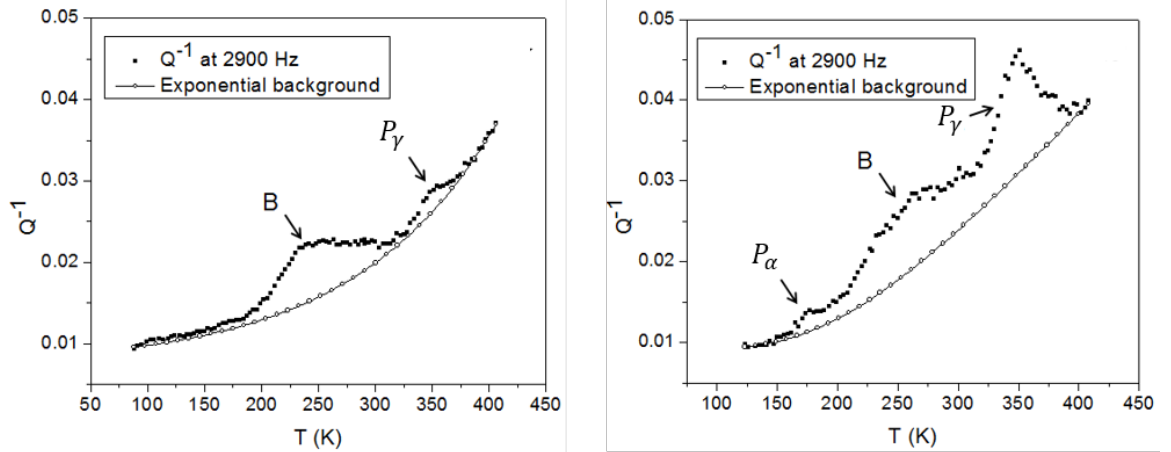 0.05
Q⁻¹ at 2900 Hz
Exponential background
0.04
Pγ
0.03
B
Q⁻¹
0.02
0.01
50 100 150 200 250 300 350 400 450
T (K)
0.05
Q⁻¹ at 2900 Hz
Exponential background
0.04
Pγ
B
0.03
Q⁻¹
0.02
Pα
0.01
100 150 200 250 300 350 400 450
T (K)